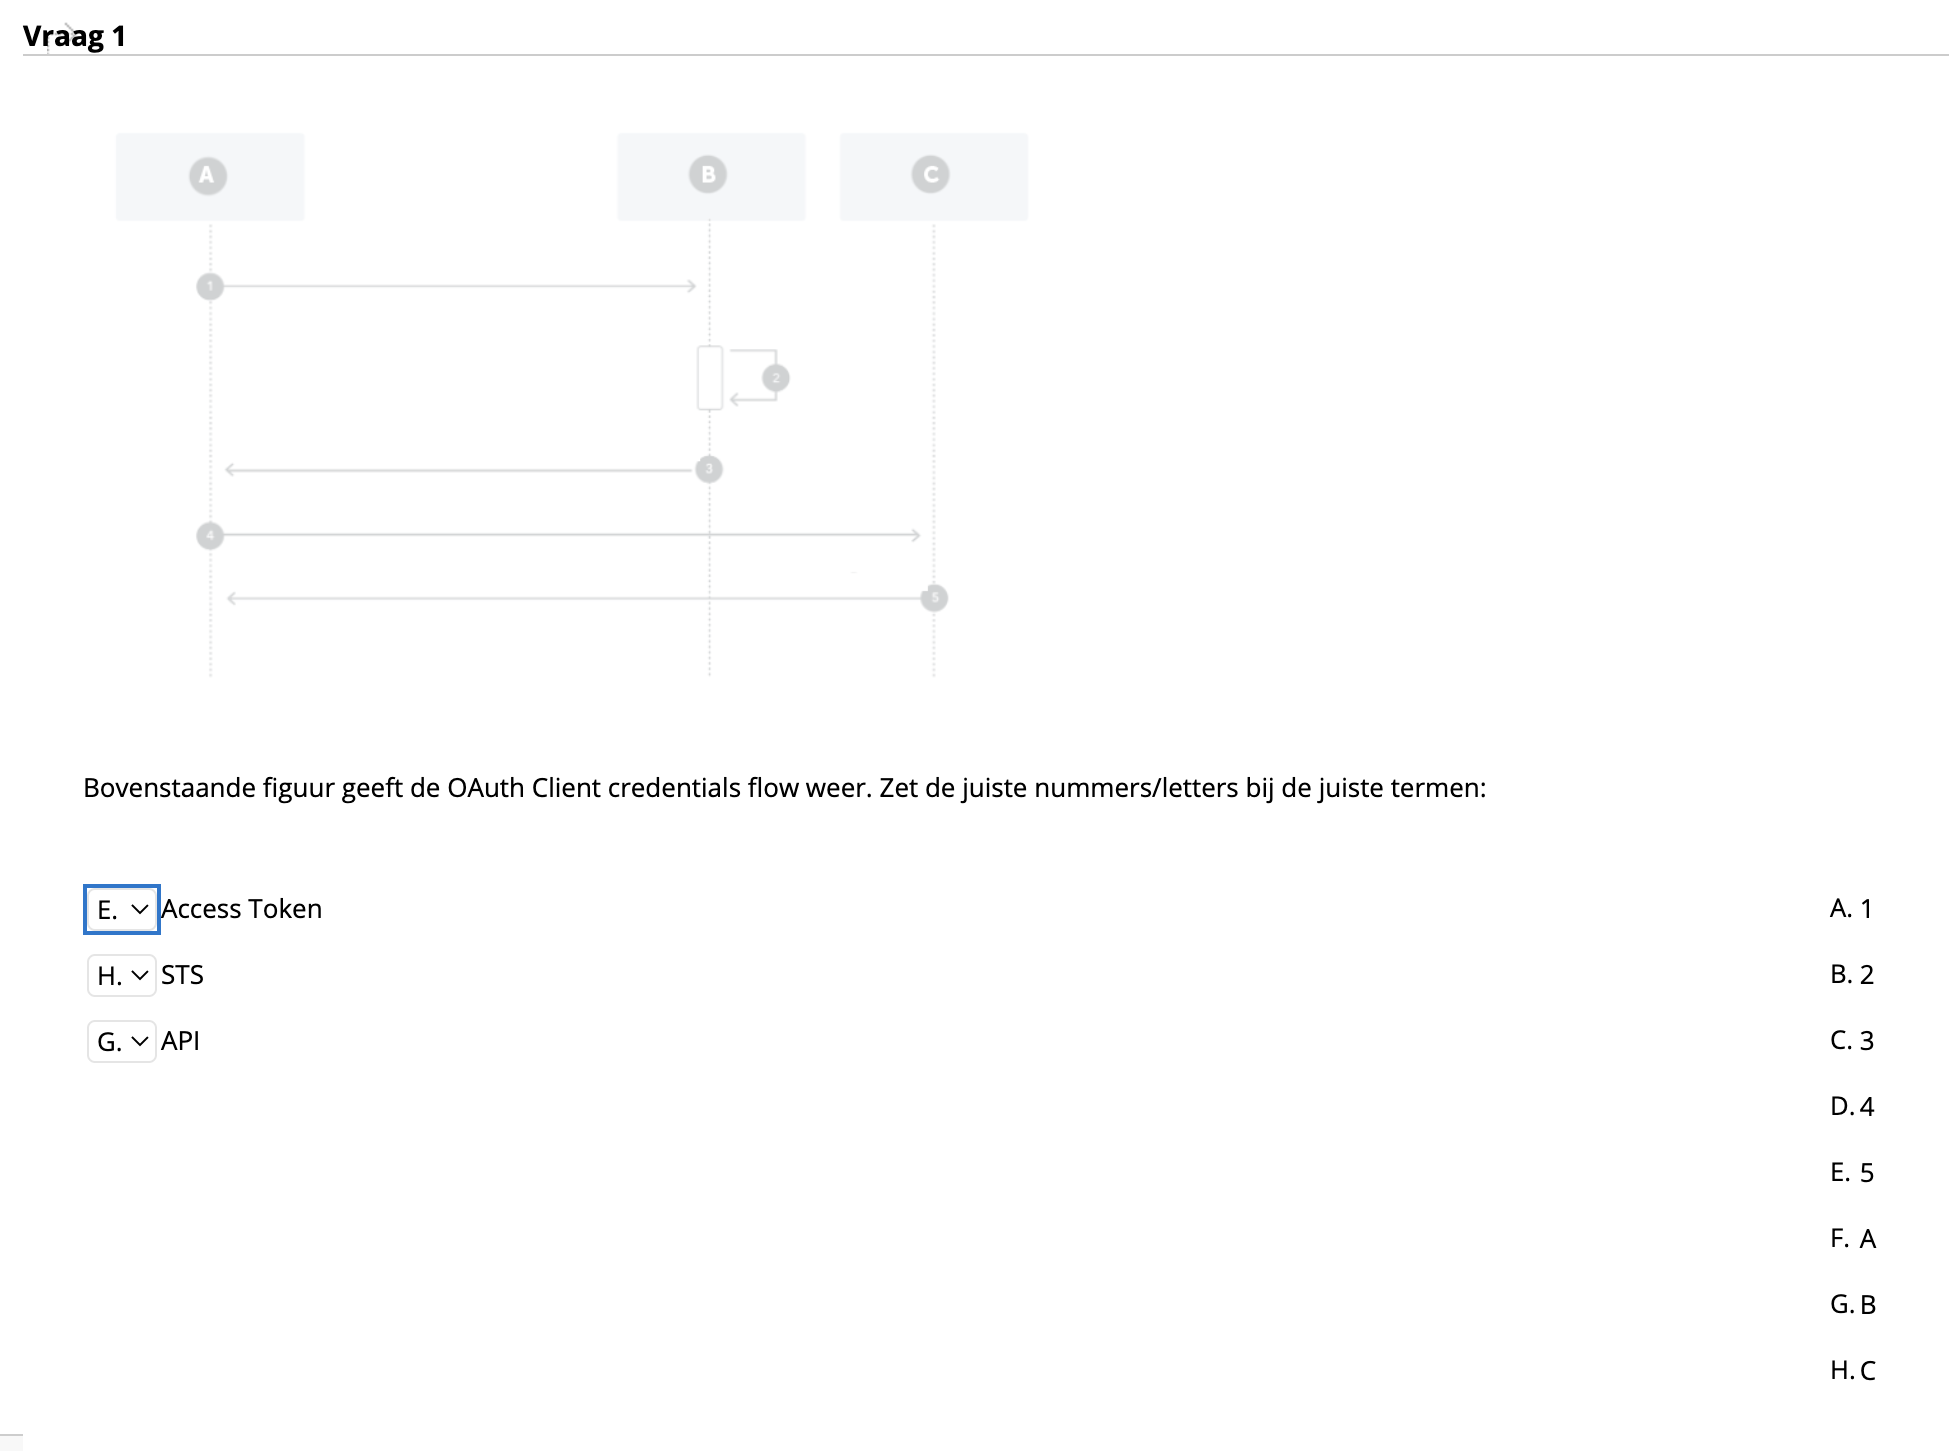 Vraag 1
A B C
1
2
3
4
5
Bovenstaande figuur geeft de OAuth Client credentials flow weer. Zet de juiste nummers/letters bij de juiste termen:
E. Access Token A. 1
H. STS B. 2
G. API C. 3
D. 4
E. 5
F. A
G. B
H. C